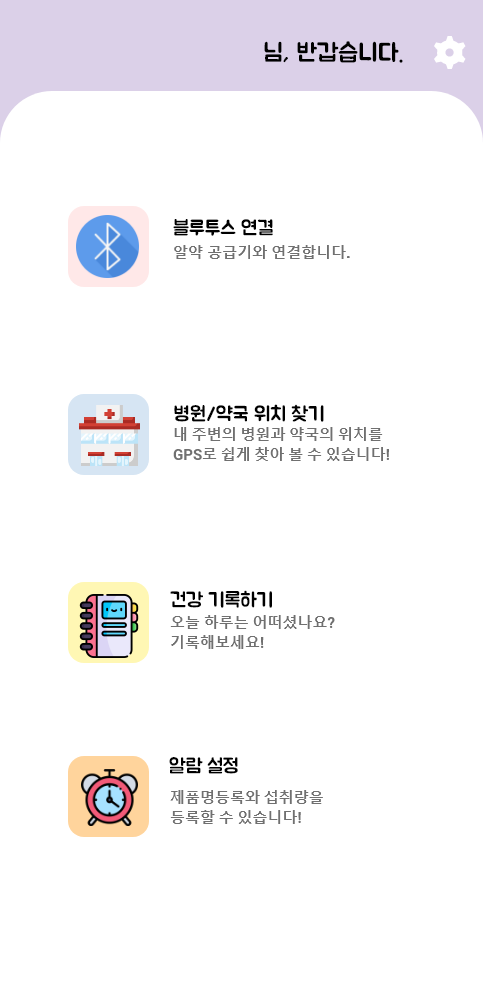 님, 반갑습니다.
블루투스 연결
알약 공급기와 연결합니다.
병원/약국 위치 찾기
내 주변의 병원과 약국의 위치를
GPS로 쉽게 찾아 볼 수 있습니다!
건강 기록하기
오늘 하루는 어떠셨나요?
기록해보세요!
알람 설정
제품명등록와 섭취량을
등록할 수 있습니다!